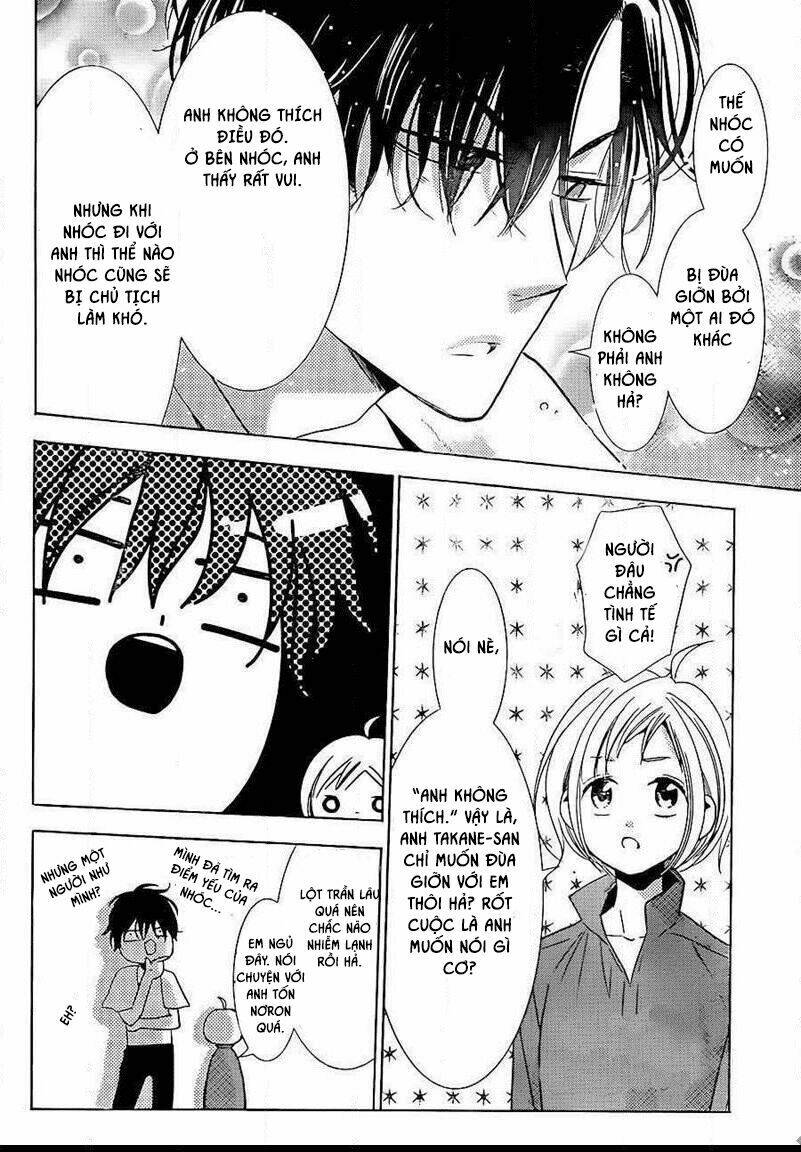 THẾ
NHÓC
CÓ
MUỐN
BỊ ĐÙA
GIỠN BỞI
MỘT AI ĐÓ
KHÁC
KHÔNG
PHẢI ANH
KHÔNG
HẢ?
ANH KHÔNG THÍCH
ĐIỀU ĐÓ.
Ở BÊN NHÓC, ANH
THẤY RẤT VUI.
NHƯNG KHI
NHÓC ĐI VỚI
ANH THÌ THỂ NÀO
NHÓC CŨNG SẼ
BỊ CHỦ TỊCH
LÀM KHÓ.
NGƯỜI
ĐÂU
CHẲNG
TÌNH TẾ
GÌ CẢ!
NÓI NÈ,
“ANH KHÔNG
THÍCH.” VẬY LÀ,
ANH TAKANE-SAN
CHỈ MUỐN ĐÙA
GIỠN VỚI EM
THÔI HẢ? RỐT
CUỘC LÀ ANH
MUỐN NÓI GÌ
CƠ?
LỘT TRẦN LÂU
QUÁ NÊN
CHẮC NÃO
NHIỄM LẠNH
RỒI HẢ.
EM NGỦ
ĐÂY. NÓI
CHUYỆN VỚI
ANH TỐN
NƠRON
QUÁ.
MÌNH ĐÃ TÌM RA
ĐIỂM YẾU CỦA
NHÓC...
NHƯNG MỘT
NGƯỜI NHƯ
MÌNH?
EH?